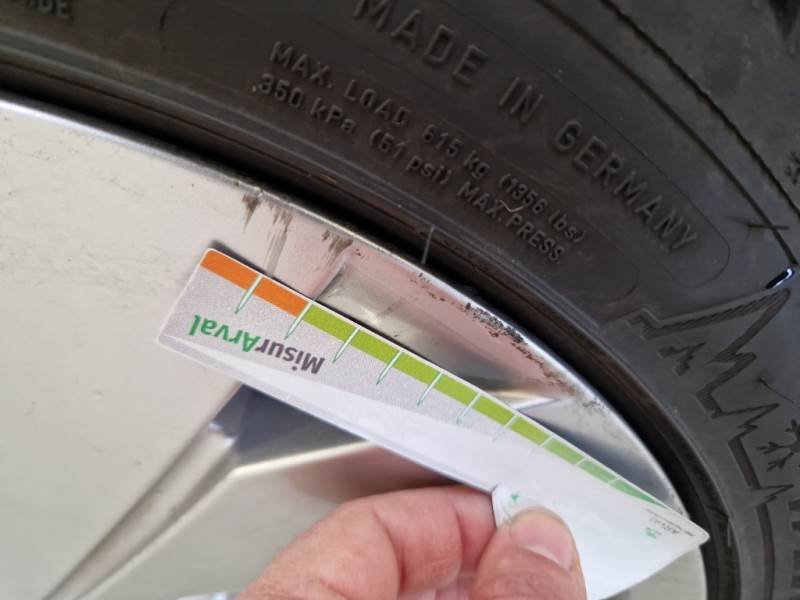 MADE IN GERMANY
MAX. LOAD 615 kg (1356 lbs)
350 kPa (51 psi) MAX.PRESS.
MisurArval